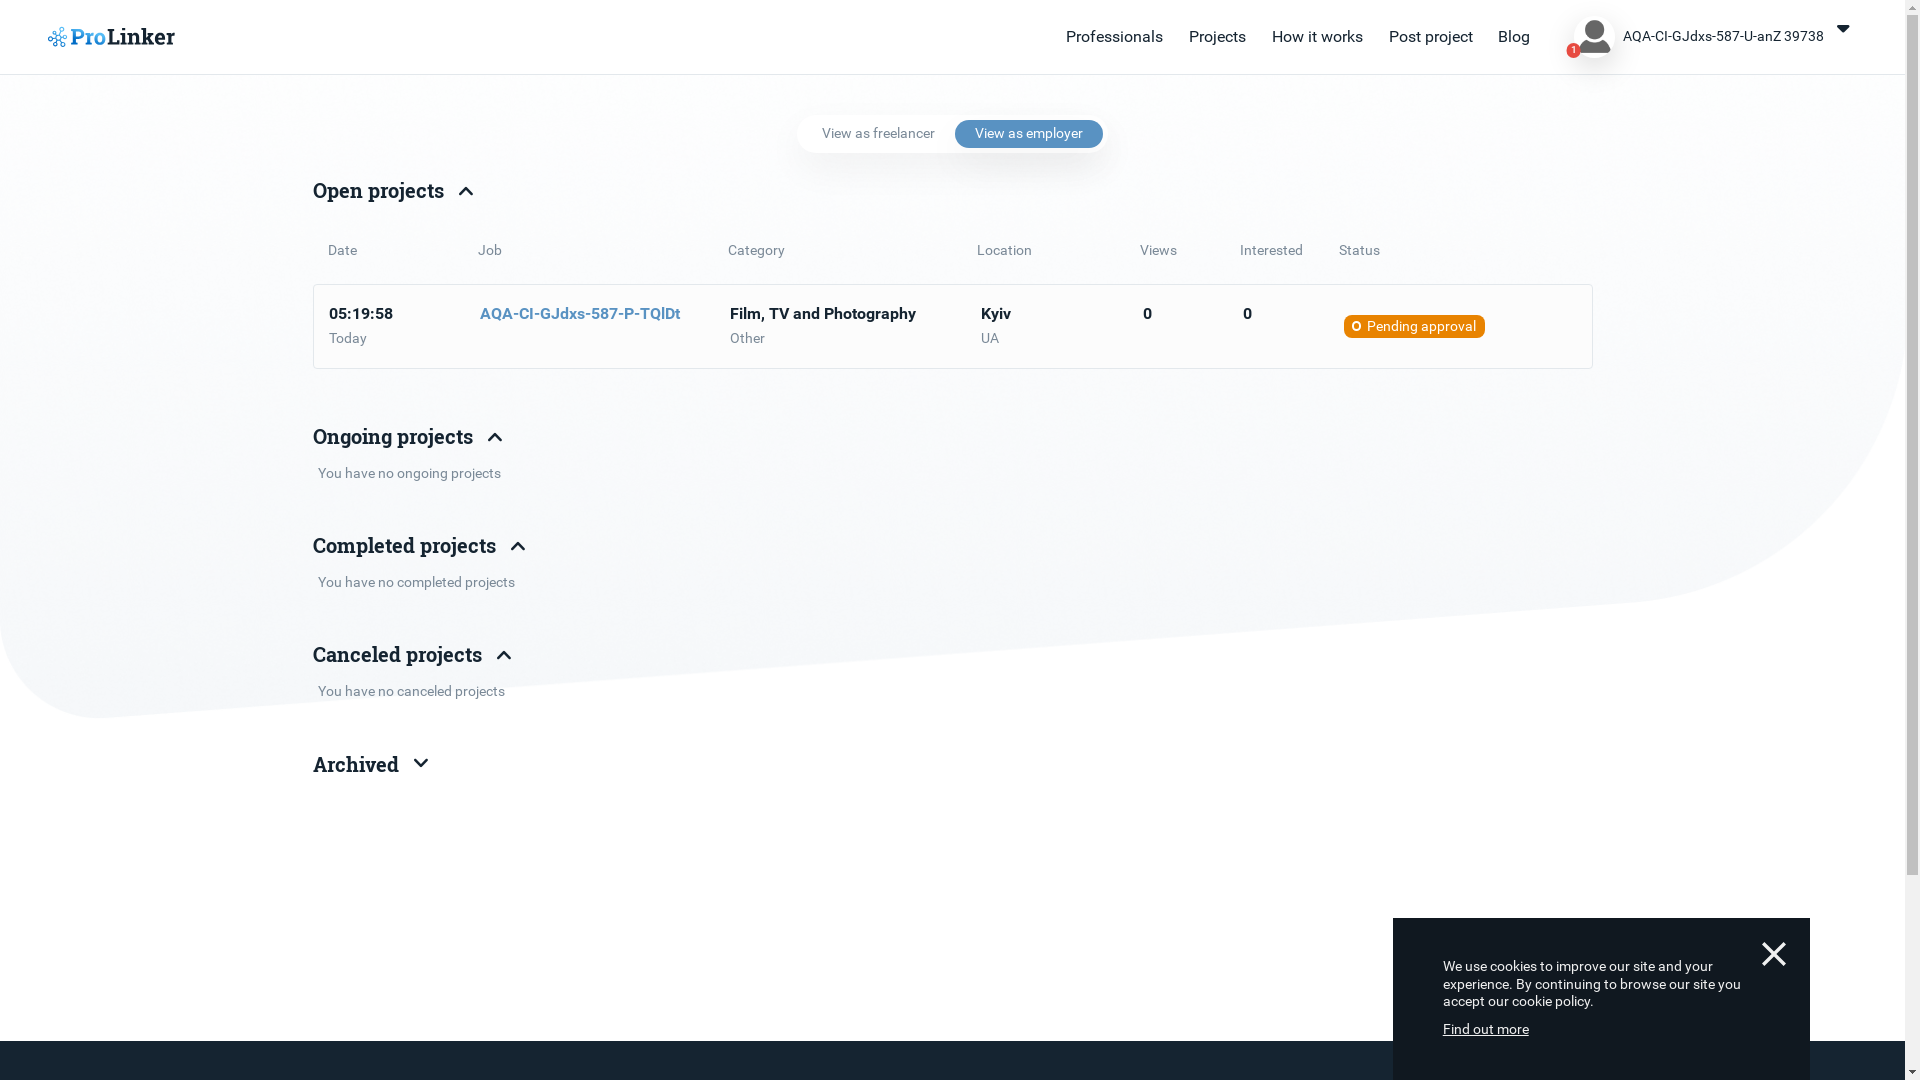 ProLinker
Professionals Projects How it works Post project Blog
1
AQA-CI-GJdxs-587-U-anZ 39738
View as freelancer View as employer
Open projects
Date Job Category Location Views Interested Status
05:19:58 AQA-CI-GJdxs-587-P-TQlDt Film, TV and Photography Kyiv 0 0 Pending approval
Today Other UA
Ongoing projects
You have no ongoing projects
Completed projects
You have no completed projects
Canceled projects
You have no canceled projects
Archived
We use cookies to improve our site and your
experience. By continuing to browse our site you
accept our cookie policy.
Find out more